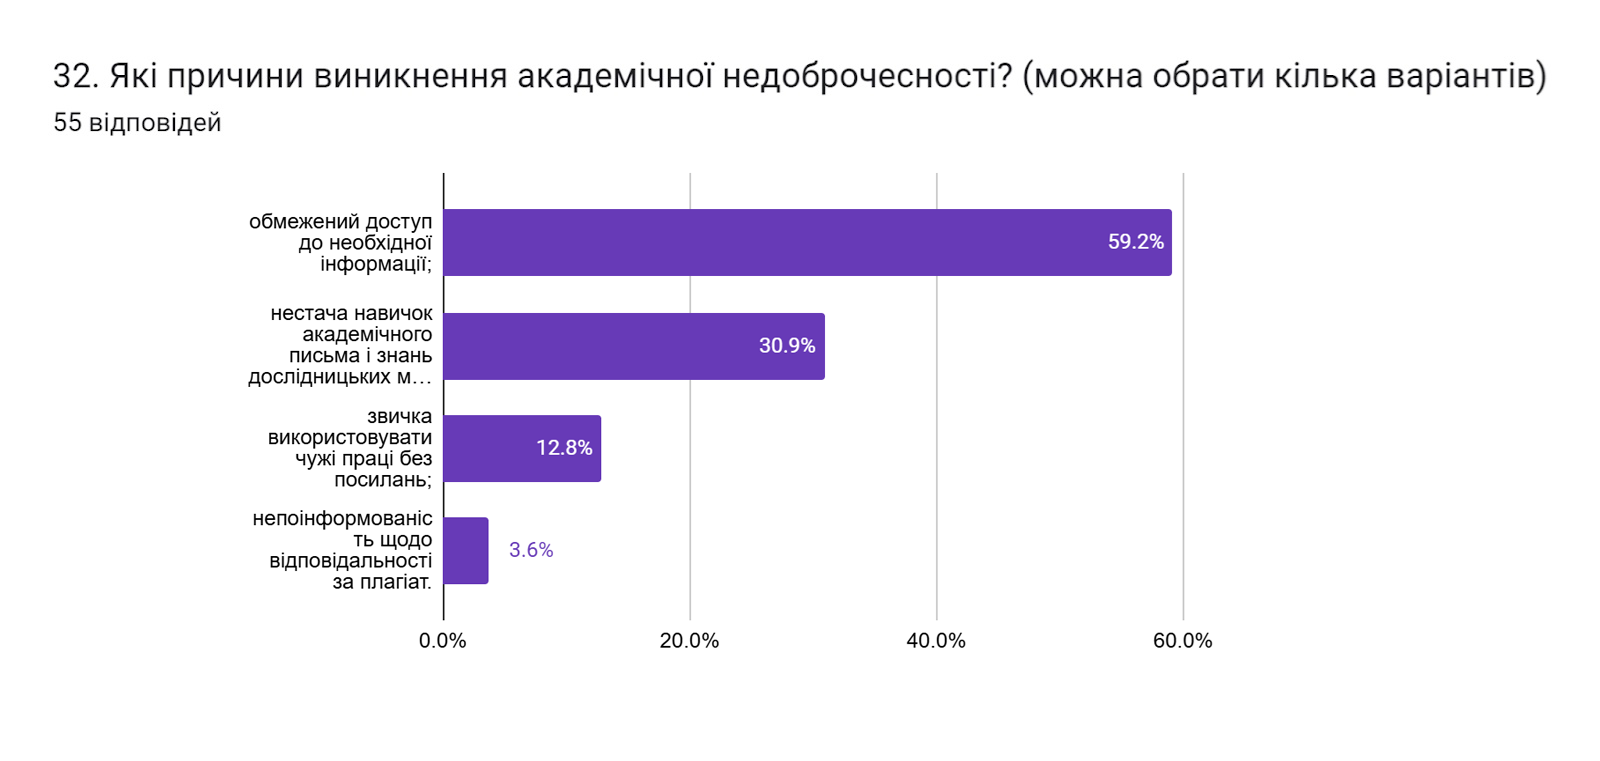 32. Які причини виникнення академічної недоброчесності? (можна обрати кілька варіантів)
55 відповідей
обмежений доступ
до необхідної
інформації;
59.2%
нестача навичок
академічного
письма і знань
дослідницьких м…
30.9%
звичка
використовувати
чужі праці без
посилань;
12.8%
непоінформованіс
ть щодо
відповідальності
за плагіат.
3.6%
0.0% 20.0% 40.0% 60.0%